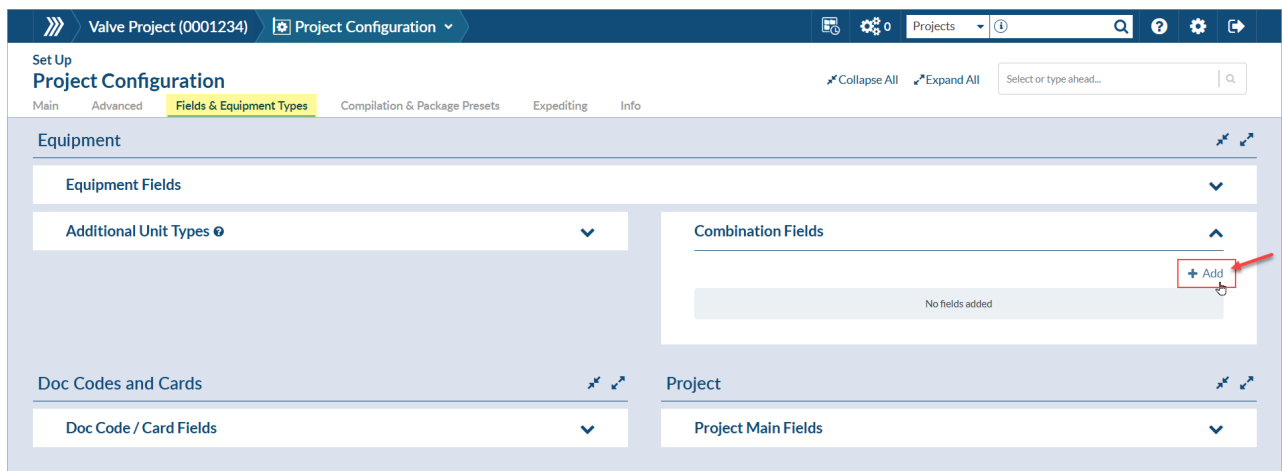 Valve Project (0001234) Project Configuration 0 Projects
Set Up
Project Configuration
Collapse All Expand All Select or type ahead...
Main Advanced Fields & Equipment Types Compilation & Package Presets Expediting Info
Equipment
Equipment Fields
Additional Unit Types Combination Fields
+ Add
No fields added
Doc Codes and Cards Project
Doc Code / Card Fields Project Main Fields